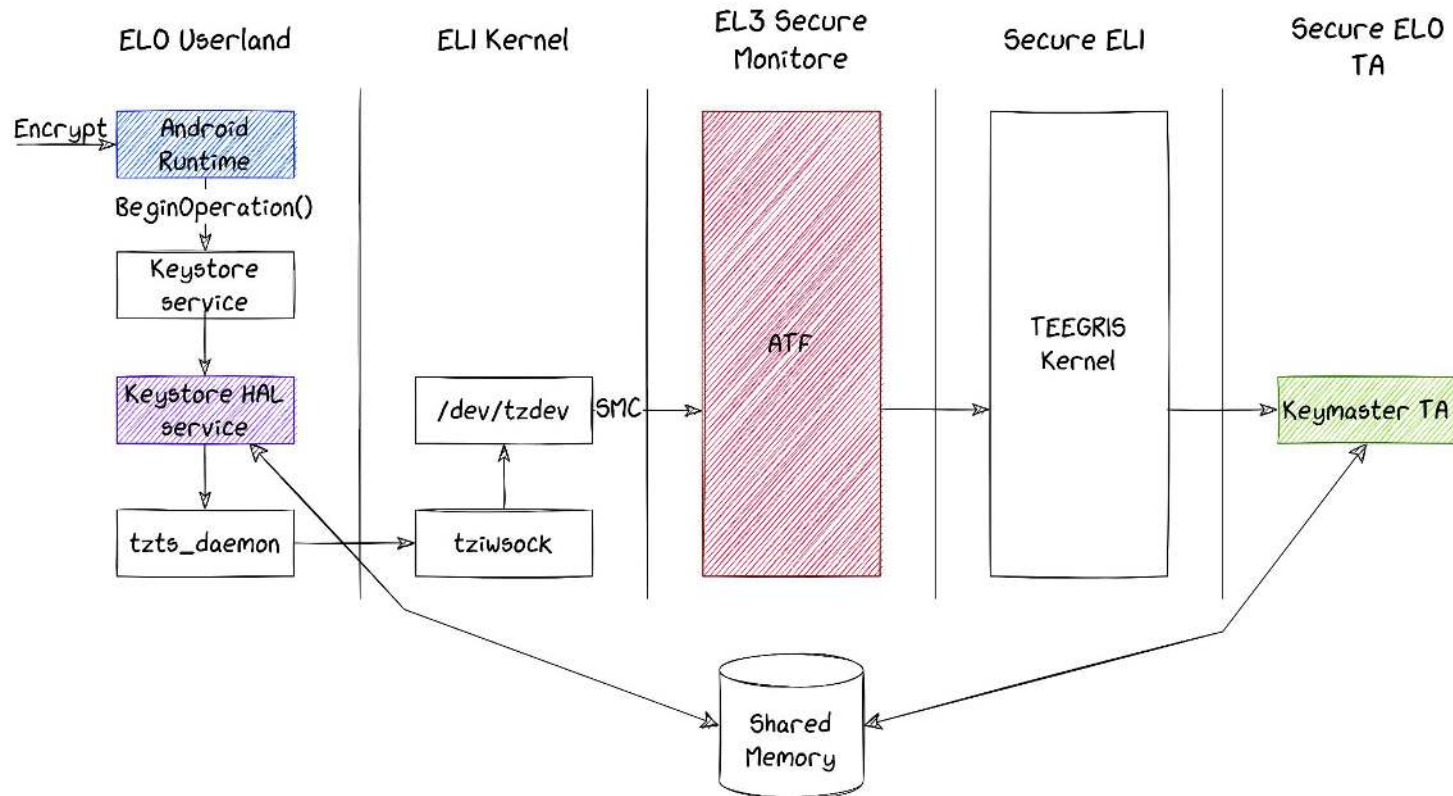 EL0 Userland
EL1 Kernel
EL3 Secure
Monitore
Secure EL1
Secure EL0
TA
Encrypt
Android
Runtime
BeginOperation()
Keystore
service
Keystore HAL
service
/dev/tzdev
SMC
ATF
TEEGRIS
Kernel
Keymaster TA
tzts_daemon
tziwsock
Shared
Memory